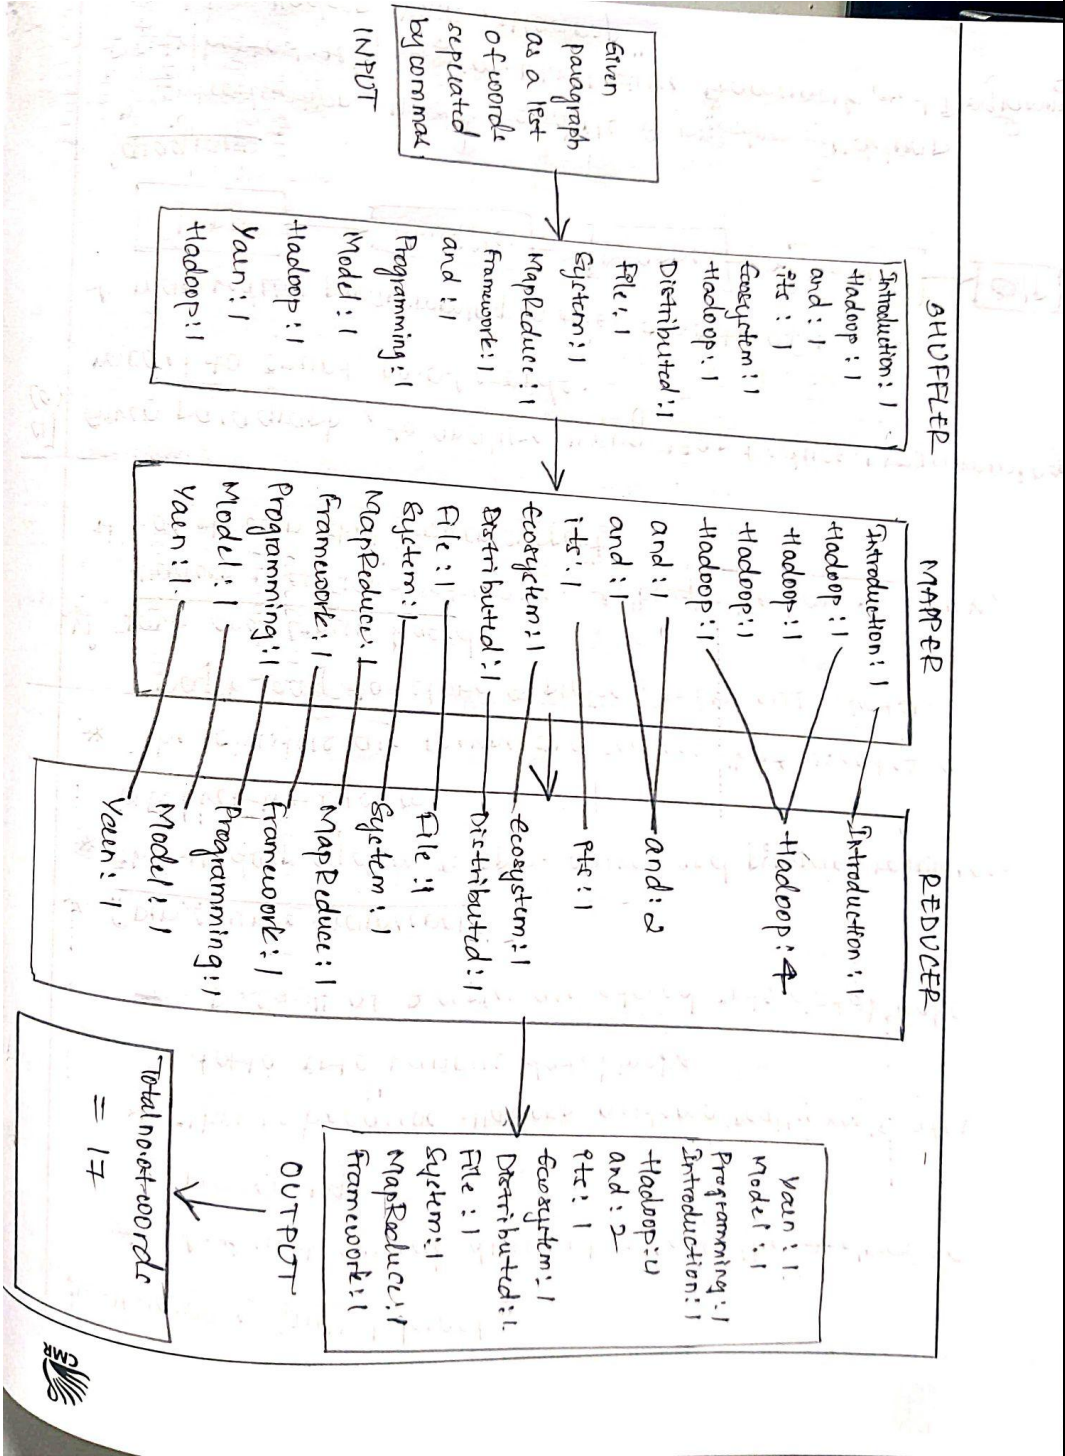 Given
paragraph
as a list
of words
sepciated
by commas.
INPUT
SHUFFLER
Introduction:1
Hadoop:1
and:1
its:1
Ecosystem:1
Hadoop:1
Distributed:1
File:1
System:1
MapReduce:1
Framework:1
and:1
Programming:1
Model:1
Hadoop:1
Yarn:1
Hadoop:1
MAPPER
Introduction:1
Hadoop:1
Hadoop:1
Hadoop:1
Hadoop:1
and:1
and:1
its:1
Ecosystem:1
Distributed:1
File:1
System:1
MapReduce:1
Framework:1
Programming:1
Model:1
Yarn:1.
REDUCER
Introduction:1
Hadoop:4
and:2
its:1
Ecosystem:1
Distributed:1
File:1
System:1
MapReduce:1
Framework:1
Programming:1
Model:1
Yarn:1
Yarn:1.
Model:1
Programming:1
Introduction:1
Hadoop:4
and:2
its:1
Ecosystem:1
Distributed:1.
File:1
System:1.
MapReduce:1
Framework:1
OUTPUT
Total no.of words
= 17
CMR